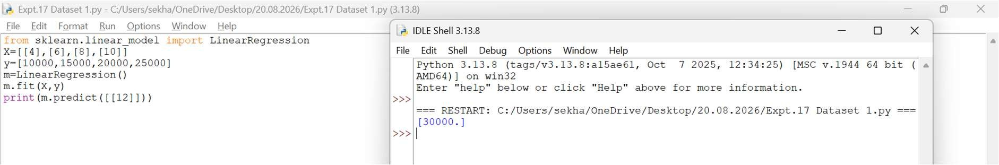 Expt.17 Dataset 1.py - C:/Users/sekha/OneDrive/Desktop/20.08.2026/Expt.17 Dataset 1.py (3.13.8)
File Edit Format Run Options Window Help
from sklearn.linear_model import LinearRegression
X=[[4],[6],[8],[10]]
y=[10000,15000,20000,25000]
m=LinearRegression()
m.fit(X,y)
print(m.predict([[12]]))
IDLE Shell 3.13.8
File Edit Shell Debug Options Window Help
Python 3.13.8 (tags/v3.13.8:a15ae61, Oct  7 2025, 12:34:25) [MSC v.1944 64 bit (
AMD64)] on win32
Enter "help" below or click "Help" above for more information.
>>>
=== RESTART: C:/Users/sekha/OneDrive/Desktop/20.08.2026/Expt.17 Dataset 1.py ===
[30000.]
>>>